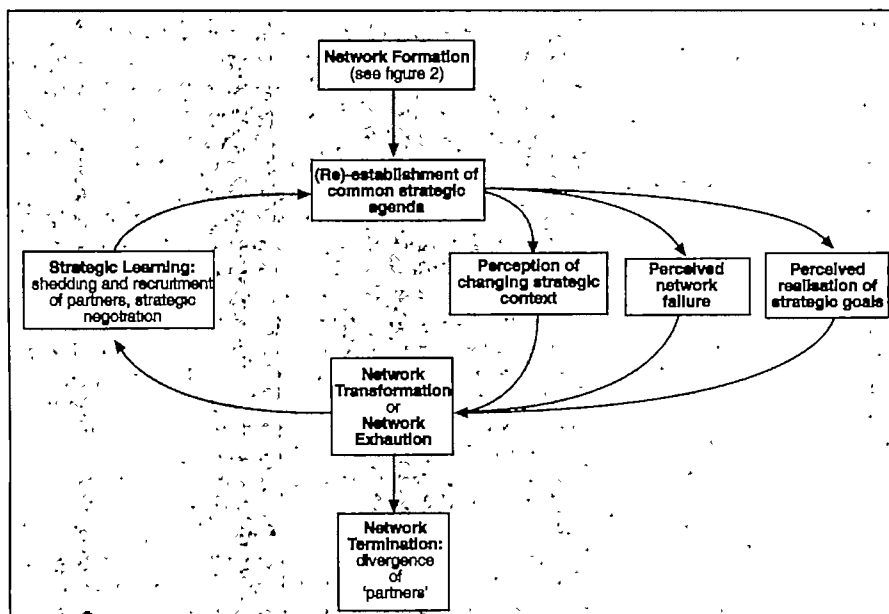 Network Formation
(see figure 2)
(Re)-establishment of
common strategic
agenda
Strategic Learning:
shedding and recruitment
of partners, strategic
negotration
Perception of
changing strategic
context
Perceived
network
failure
Perceived
realisation of
strategic goals
Network
Transformation
or
Network
Exhaution
Network
Termination:
divergence
of
'partners'